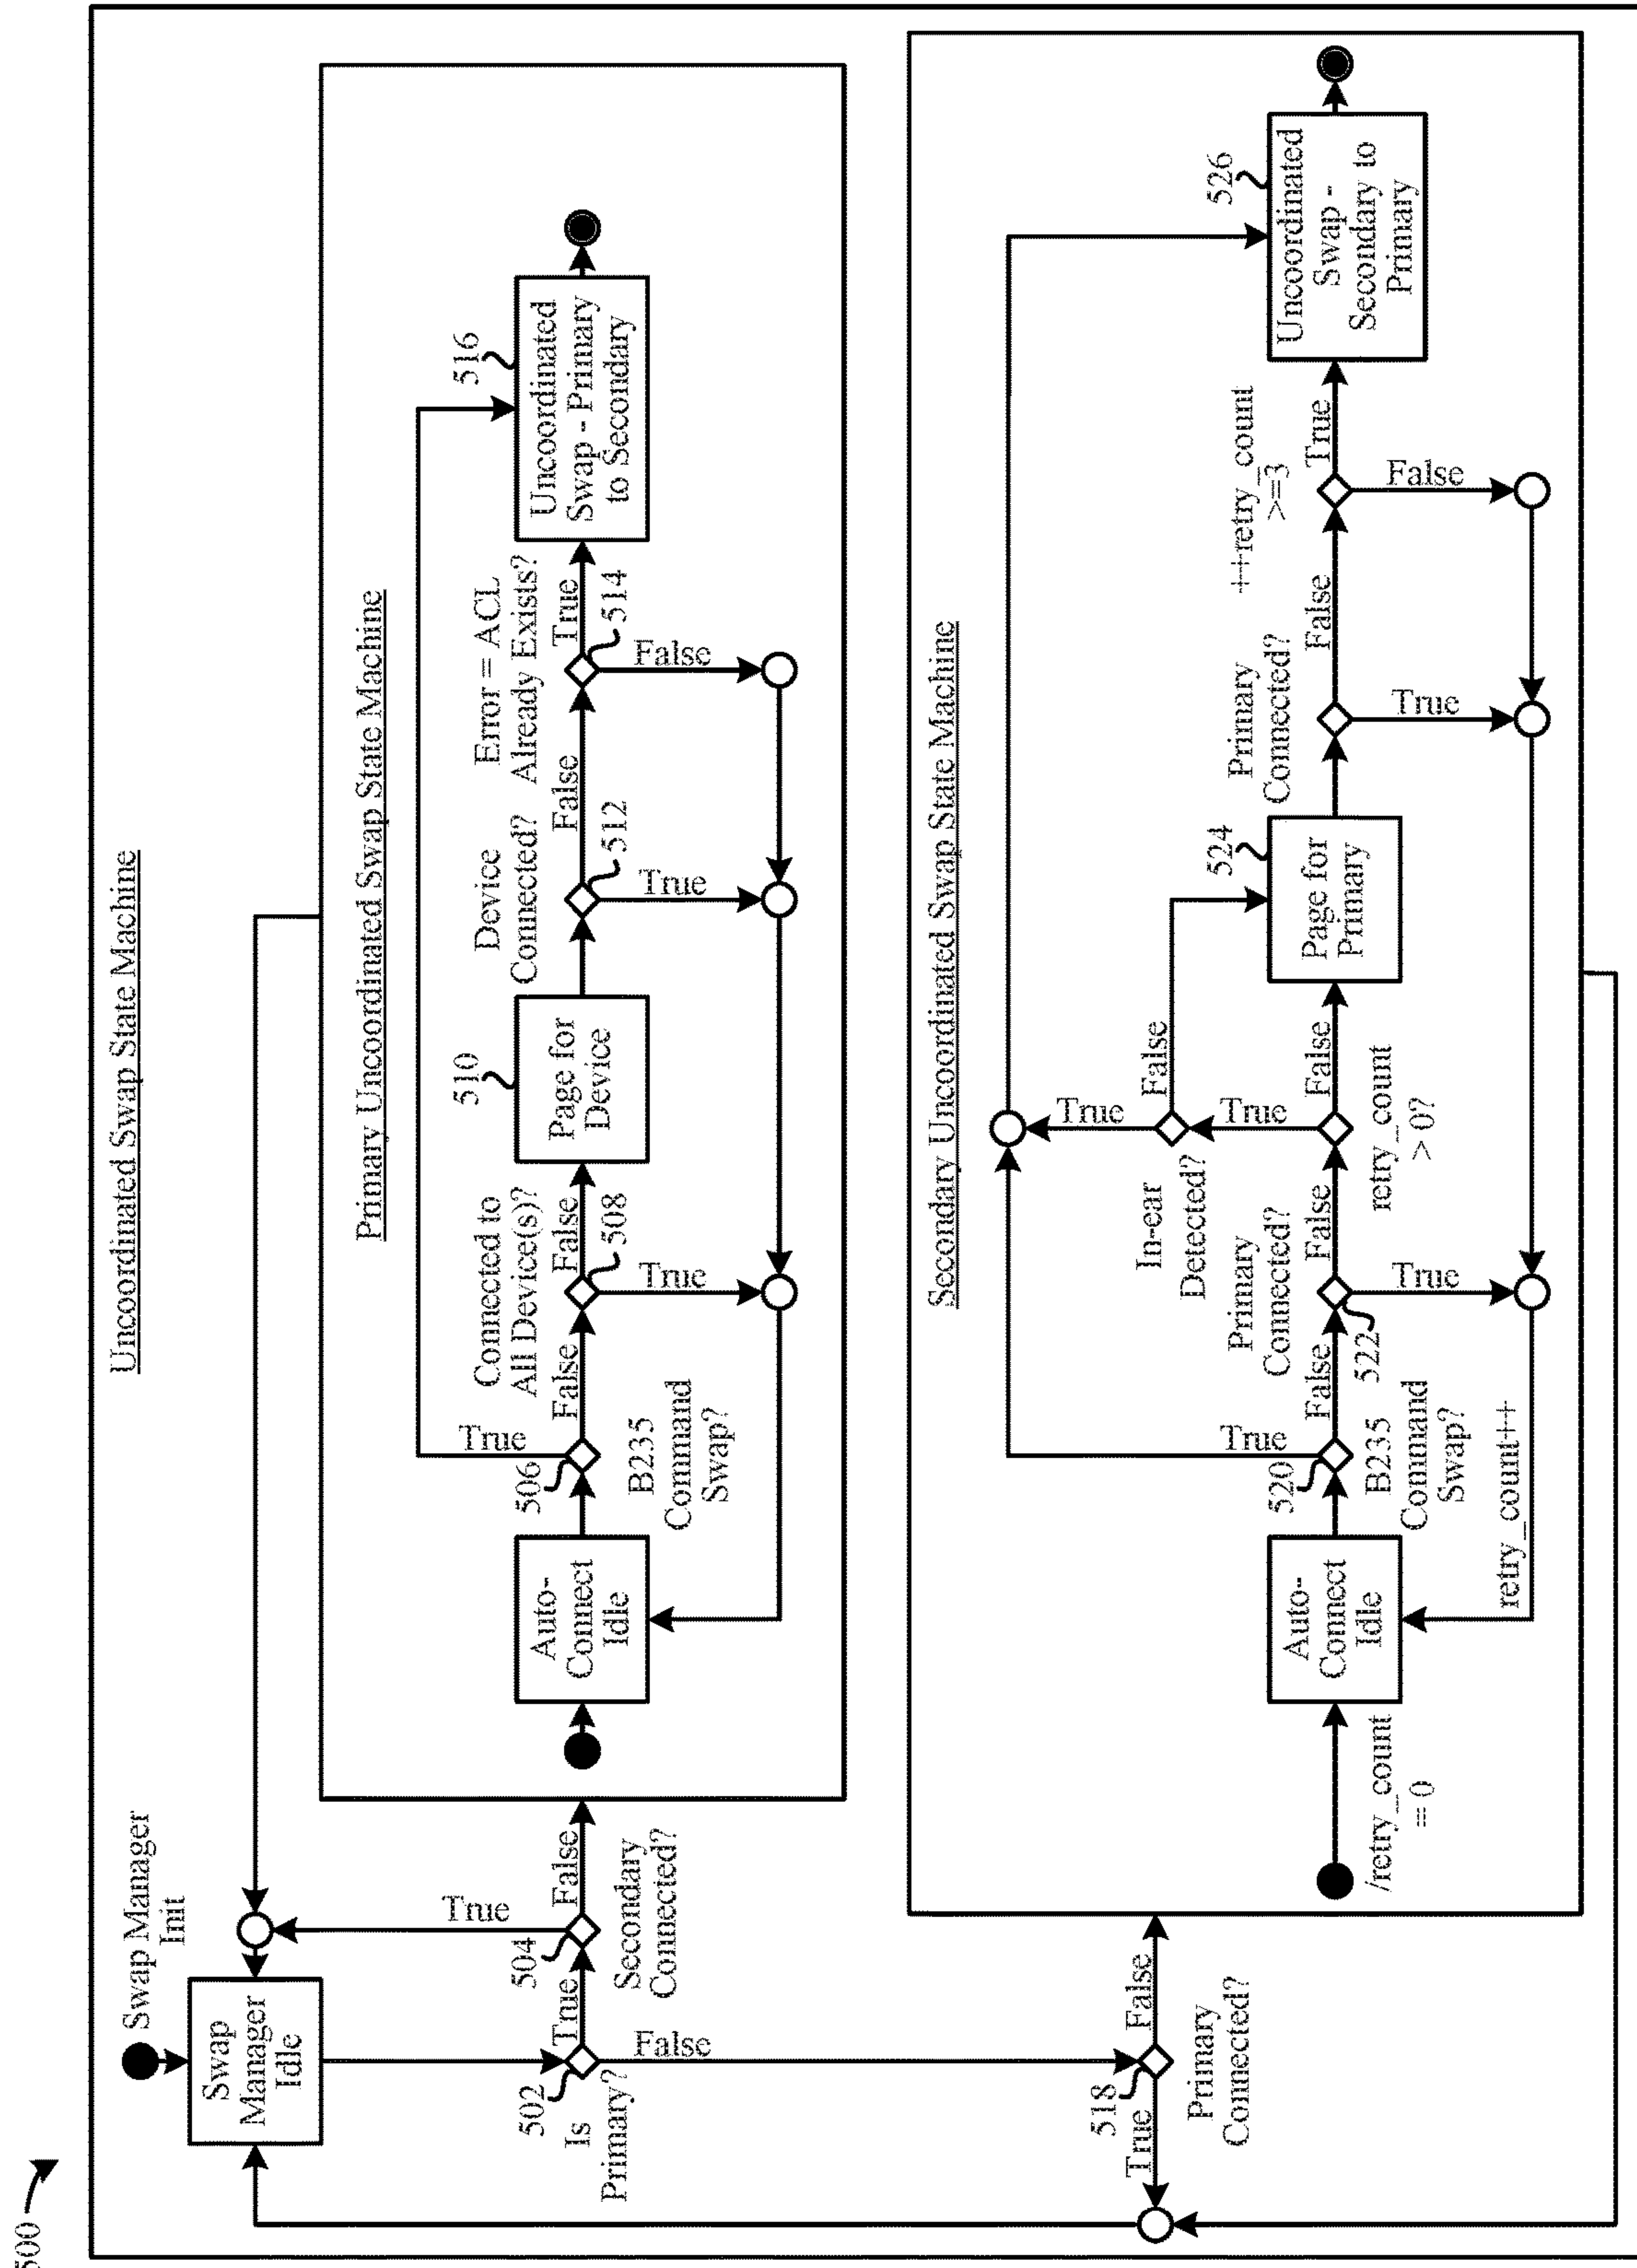 500
Uncoordinated Swap State Machine
Swap Manager
Init
Swap
Manager
Idle
502
Is
Primary?
True
False
504
Secondary
Connected?
True
False
Primary Uncoordinated Swap State Machine
Auto-
Connect
Idle
506
B235
Command
Swap?
True
False
Connected to
All Device(s)?
508
False
True
510
Page for
Device
Device
Connected?
512
False
True
Error = ACL
Already Exists?
514
True
False
516
Uncoordinated
Swap - Primary
to Secondary
518
Primary
Connected?
True
False
Secondary Uncoordinated Swap State Machine
/retry_count
= 0
Auto-
Connect
Idle
retry_count++
520
B235
Command
Swap?
True
False
Primary
Connected?
522
False
True
retry_count
> 0?
True
False
In-ear
Detected?
True
False
524
Page for
Primary
Primary
Connected?
False
True
++retry_count
>=3
True
False
526
Uncoordinated
Swap -
Secondary to
Primary